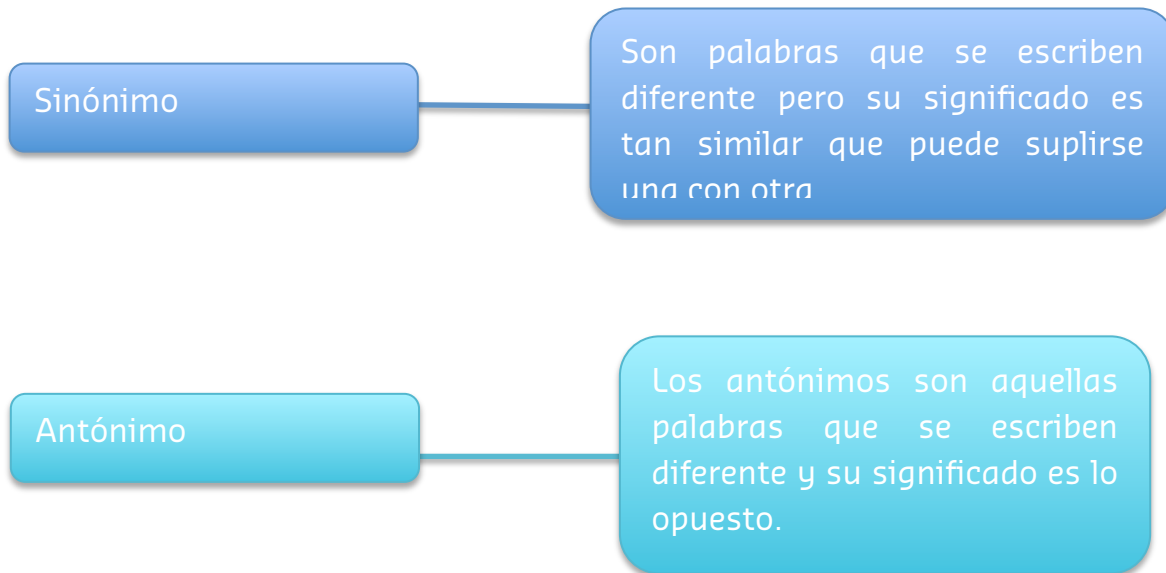 Sinónimo
Son palabras que se escriben
diferente pero su significado es
tan similar que puede suplirse
una con otra
Antónimo
Los antónimos son aquellas
palabras que se escriben
diferente y su significado es lo
opuesto.